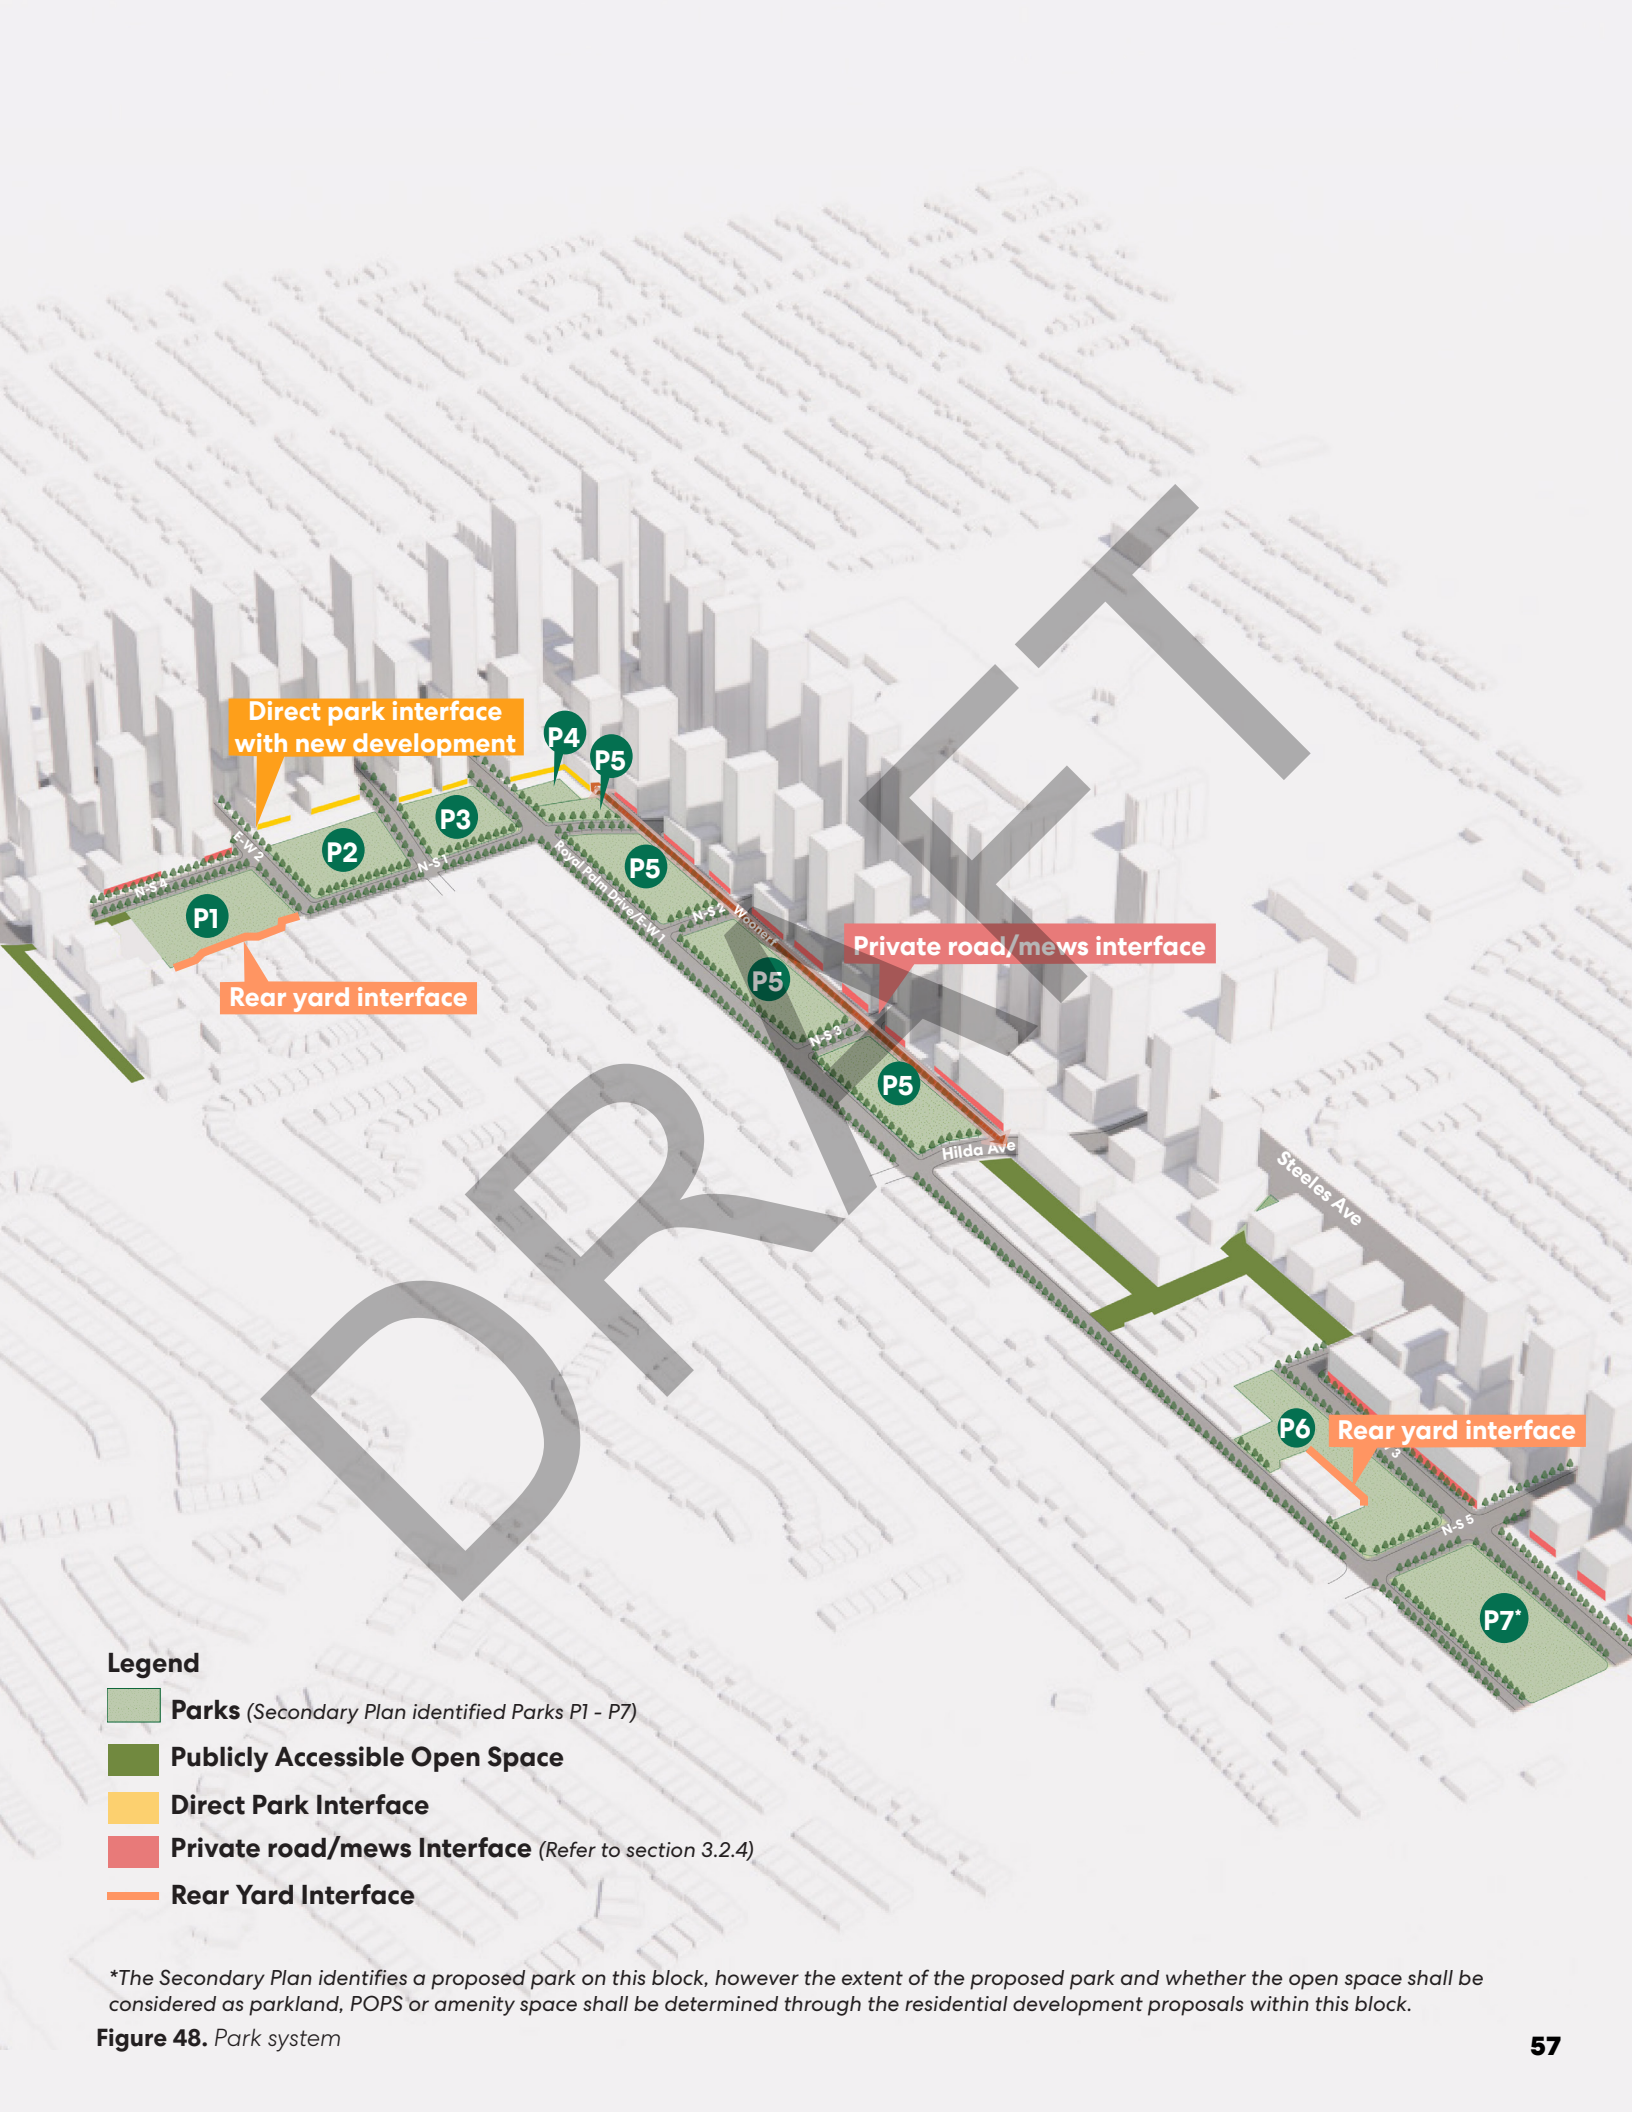 Direct park interface
with new development
P4
P5
P3
P2
E-W 2
N-S 1
N-S 4
P1
Royal Palm Drive/E-W 1
P5
N-S 2
Woonerf
Private road/mews interface
P5
Rear yard interface
N-S 3
P5
Hilda Ave
Steeles Ave
P6
Rear yard interface
3
N-S 5
P7*
DRAFT
Legend
Parks (Secondary Plan identified Parks P1 - P7)
Publicly Accessible Open Space
Direct Park Interface
Private road/mews Interface (Refer to section 3.2.4)
Rear Yard Interface
*The Secondary Plan identifies a proposed park on this block, however the extent of the proposed park and whether the open space shall be
considered as parkland, POPS or amenity space shall be determined through the residential development proposals within this block.
Figure 48. Park system
57